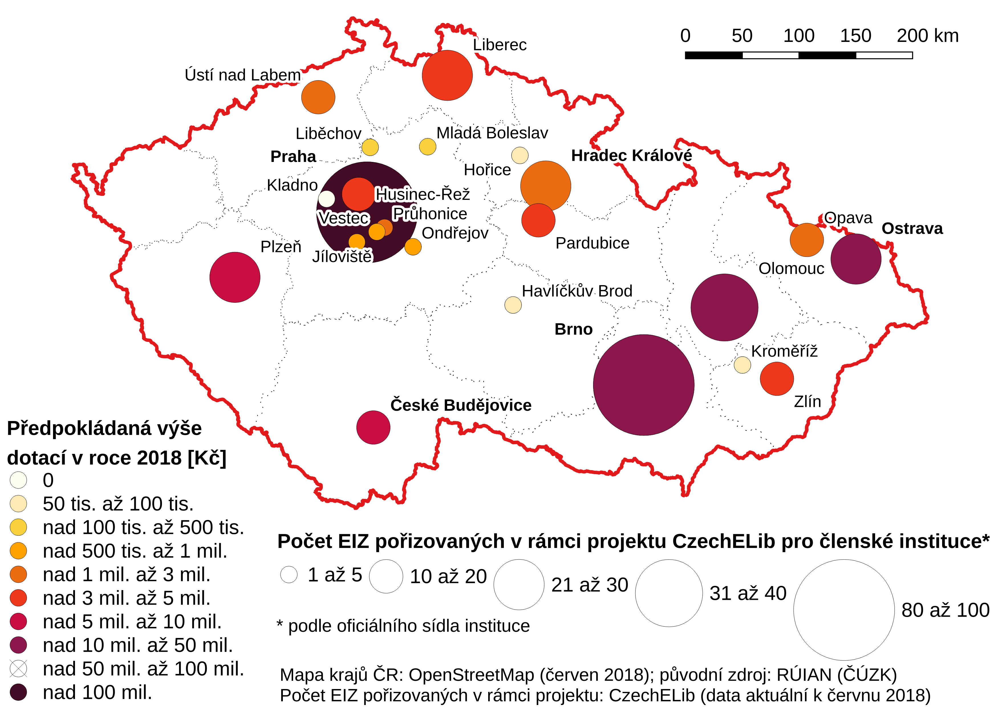 0 50 100 150 200 km
Liberec
Ústí nad Labem
Liběchov
Mladá Boleslav
Praha
Hradec Králové
Hořice
Kladno
Husinec-Řež
Průhonice
Vestec
Opava
Ostrava
Ondřejov
Pardubice
Plzeň
Jíloviště
Olomouc
Havlíčkův Brod
Brno
Kroměříž
Zlín
České Budějovice
Předpokládaná výše
dotací v roce 2018 [Kč]
0
50 tis. až 100 tis.
nad 100 tis. až 500 tis.
nad 500 tis. až 1 mil.
nad 1 mil. až 3 mil.
nad 3 mil. až 5 mil.
nad 5 mil. až 10 mil.
nad 10 mil. až 50 mil.
nad 50 mil. až 100 mil.
nad 100 mil.
Počet EIZ pořizovaných v rámci projektu CzechELib pro členské instituce*
1 až 5 10 až 20 21 až 30 31 až 40 80 až 100
* podle oficiálního sídla instituce
Mapa krajů ČR: OpenStreetMap (červen 2018); původní zdroj: RÚIAN (ČÚZK)
Počet EIZ pořizovaných v rámci projektu: CzechELib (data aktuální k červnu 2018)